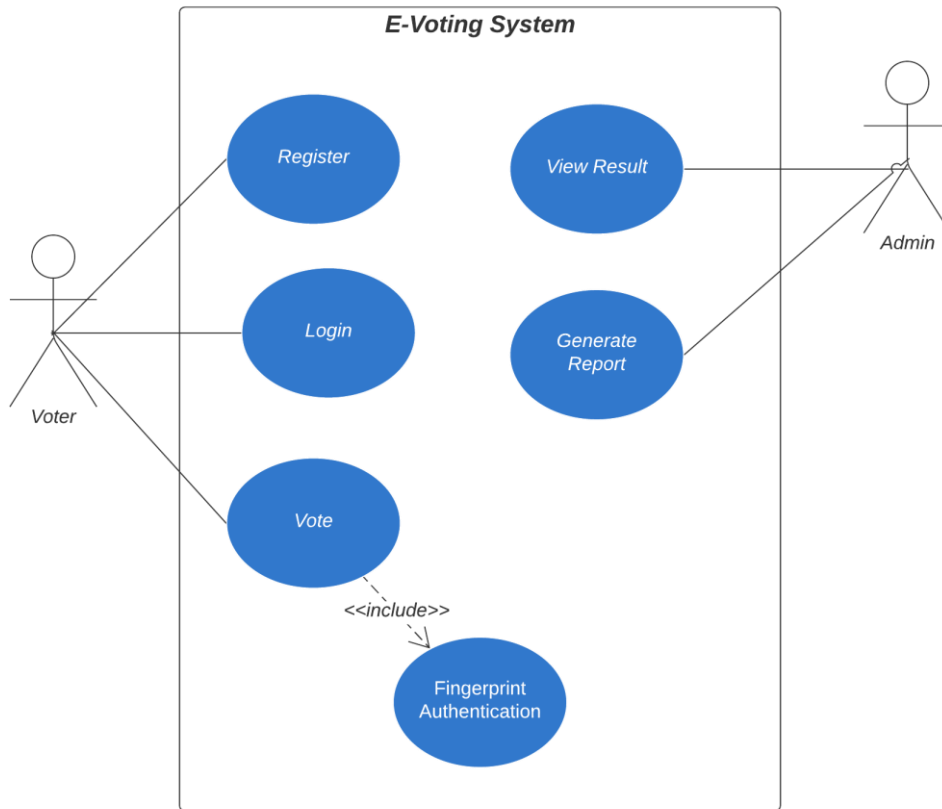 E-Voting System
Register
View Result
Admin
Login
Generate
Report
Voter
Vote
<<include>>
Fingerprint
Authentication